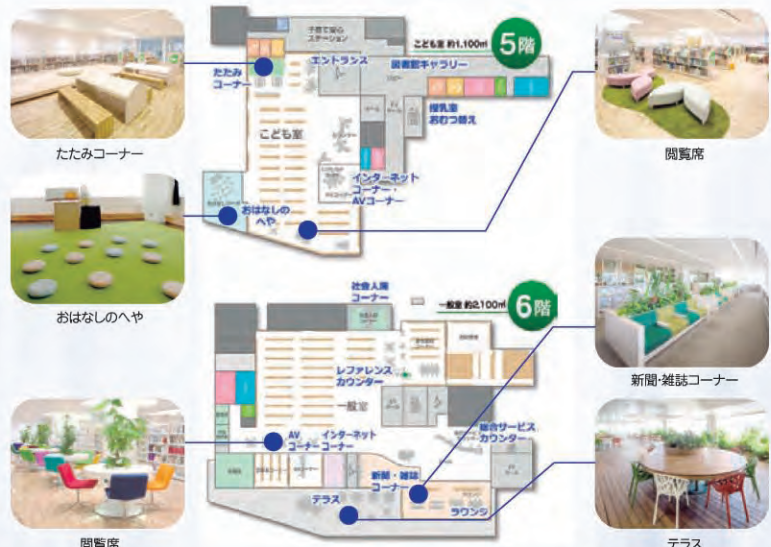 たたみコーナー
おはなしのへや
閲覧席
こども室 約1,100㎡
5階
子育て安心
ステーション
エントランス
図書館ギャラリー
たたみ
コーナー
授乳室
おむつ替え
こども室
インターネット
コーナー・
AVコーナー
おはなしの
へや
社会人席
コーナー
一般室 約2,100㎡
6階
レファレンス
カウンター
一般室
AV
コーナー
インターネット
コーナー
総合サービス
カウンター
新聞・雑誌
コーナー
テラス
ラウンジ
閲覧席
新聞・雑誌コーナー
テラス